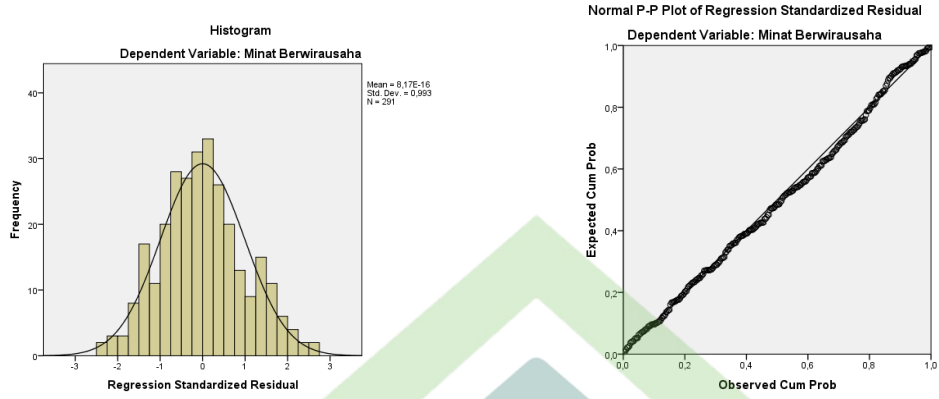 Histogram
Dependent Variable: Minat Berwirausaha
Mean = 8,17E-16
Std. Dev. = 0,993
N = 291
40
30
20
10
0
Frequency
-3 -2 -1 0 1 2 3
Regression Standardized Residual
Normal P-P Plot of Regression Standardized Residual
Dependent Variable: Minat Berwirausaha
1,0
0,8
0,6
0,4
0,2
0,0
Expected Cum Prob
0,0 0,2 0,4 0,6 0,8 1,0
Observed Cum Prob